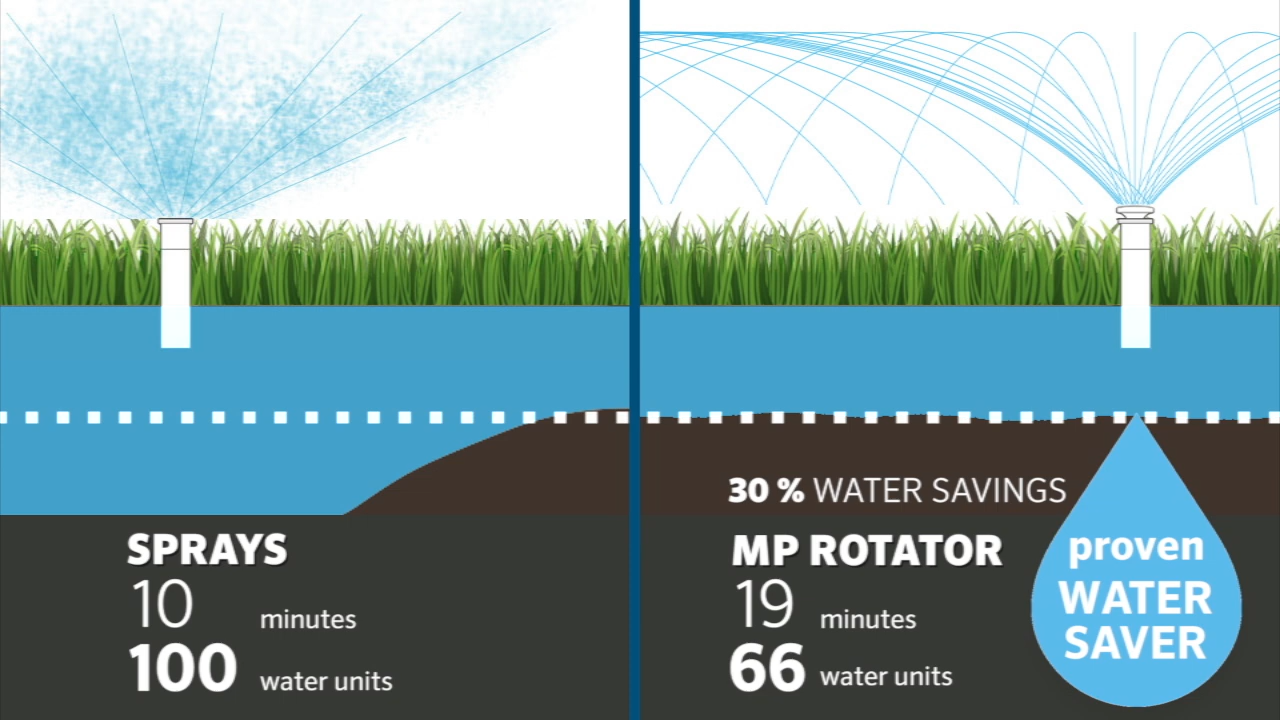 SPRAYS
10 minutes
100 water units
30 % WATER SAVINGS
MP ROTATOR
19 minutes
66 water units
proven
WATER
SAVER